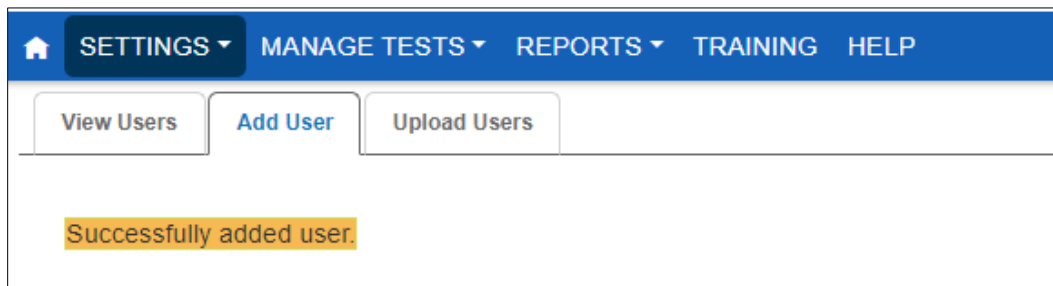 SETTINGS MANAGE TESTS REPORTS TRAINING HELP
View Users Add User Upload Users
Successfully added user.